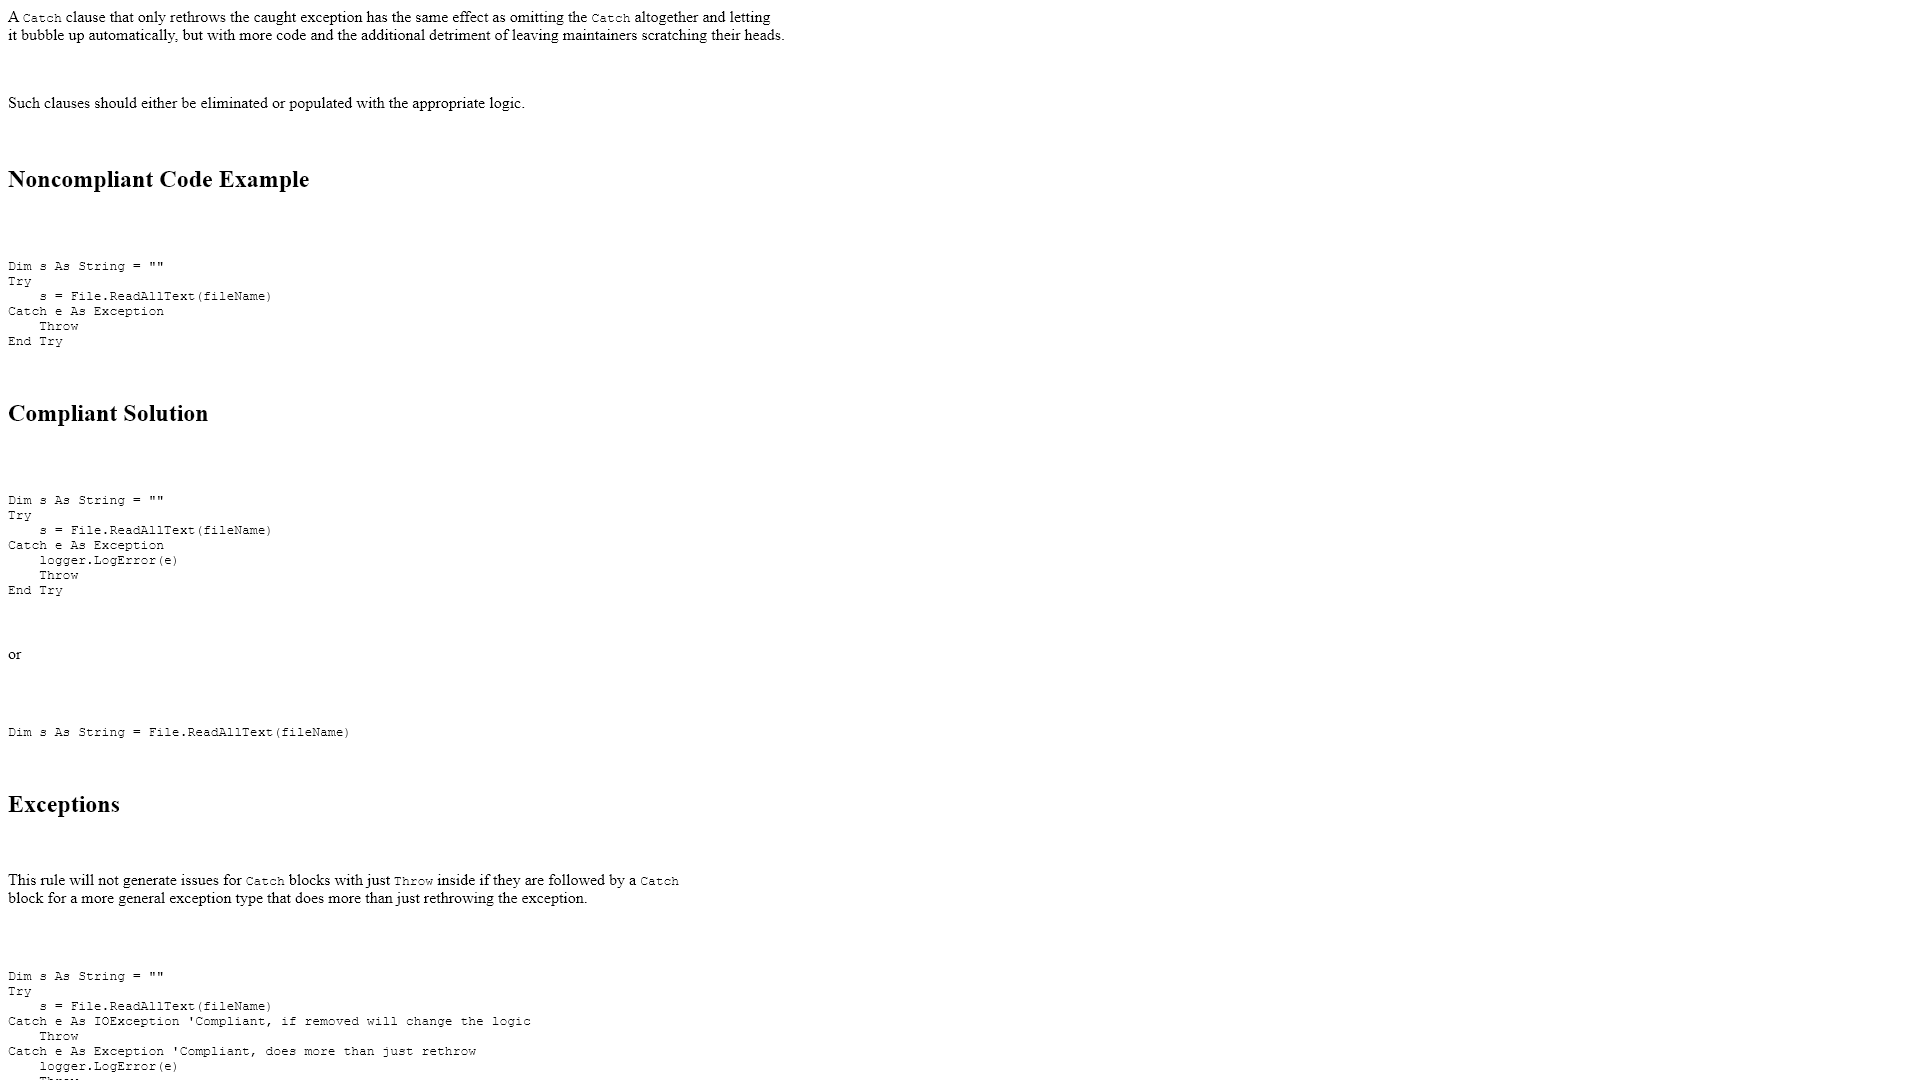 A Catch clause that only rethrows the caught exception has the same effect as omitting the Catch altogether and letting
it bubble up automatically, but with more code and the additional detriment of leaving maintainers scratching their heads.
Such clauses should either be eliminated or populated with the appropriate logic.
Noncompliant Code Example
Dim s As String = ""
Try
    s = File.ReadAllText(fileName)
Catch e As Exception
    Throw
End Try
Compliant Solution
Dim s As String = ""
Try
    s = File.ReadAllText(fileName)
Catch e As Exception
    logger.LogError(e)
    Throw
End Try
or
Dim s As String = File.ReadAllText(fileName)
Exceptions
This rule will not generate issues for Catch blocks with just Throw inside if they are followed by a Catch
block for a more general exception type that does more than just rethrowing the exception.
Dim s As String = ""
Try
    s = File.ReadAllText(fileName)
Catch e As IOException 'Compliant, if removed will change the logic
    Throw
Catch e As Exception 'Compliant, does more than just rethrow
    logger.LogError(e)